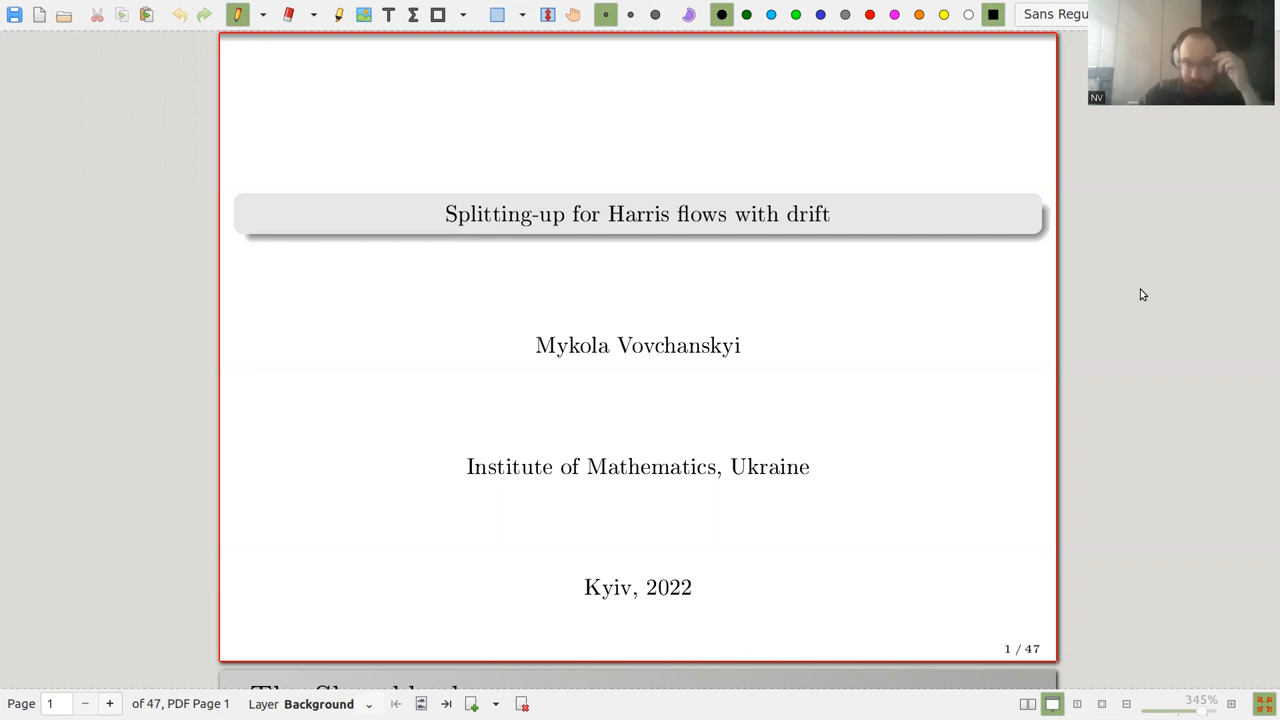 Sans Regu
NV
Splitting-up for Harris flows with drift
Mykola Vovchanskyi
Institute of Mathematics, Ukraine
Kyiv, 2022
1 / 47
Page 1 of 47, PDF Page 1 Layer Background 345%